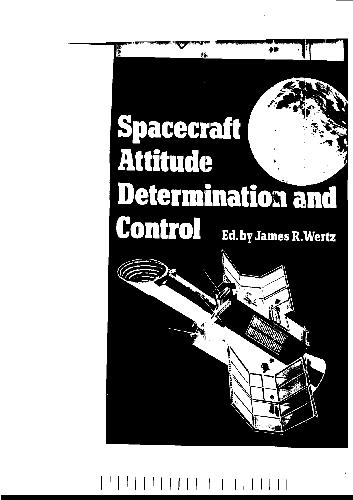 Spacecraft
Attitude
Determination and
Control
Ed. by James R. Wertz